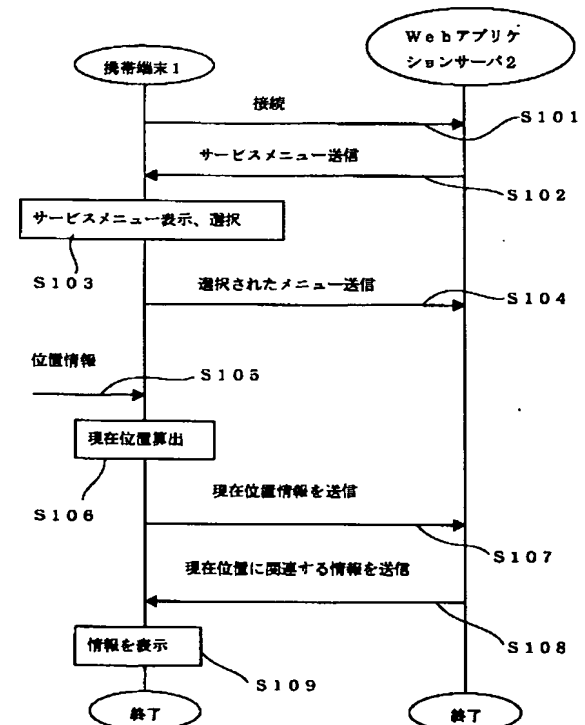 Ｗｅｂアプリケ
ーションサーバ２
携帯端末１
接続
Ｓ１０１
サービスメニュー送信
Ｓ１０２
サービスメニュー表示、選択
Ｓ１０３
選択されたメニュー送信
Ｓ１０４
位置情報
Ｓ１０５
現在位置算出
Ｓ１０６
現在位置情報を送信
Ｓ１０７
現在位置に関連する情報を送信
Ｓ１０８
情報を表示
Ｓ１０９
終了
終了